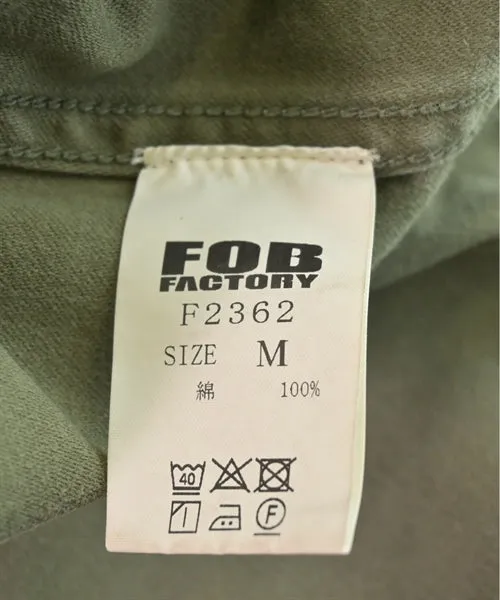 FOB
FACTORY
F2362
SIZE M
綿 100%
40
F